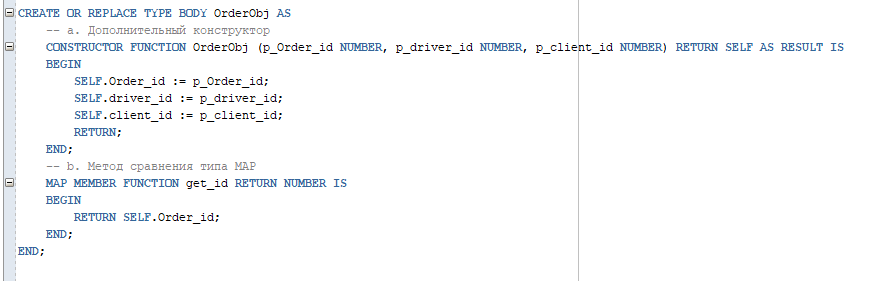 CREATE OR REPLACE TYPE BODY OrderObj AS
-- a. Дополнительный конструктор
CONSTRUCTOR FUNCTION OrderObj (p_Order_id NUMBER, p_driver_id NUMBER, p_client_id NUMBER) RETURN SELF AS RESULT IS
BEGIN
SELF.Order_id := p_Order_id;
SELF.driver_id := p_driver_id;
SELF.client_id := p_client_id;
RETURN;
END;
-- b. Метод сравнения типа MAP
MAP MEMBER FUNCTION get_id RETURN NUMBER IS
BEGIN
RETURN SELF.Order_id;
END;
END;